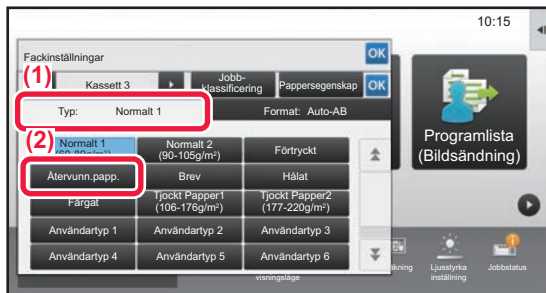 10:15
Fackinställningar
OK
(1)
Kassett 3
Jobb-
klassificering
Pappersegenskap
OK
Typ: Normalt 1
Format: Auto-AB
(2)
Normalt 1
Normalt 2
(90-105g/m²)
Förtryckt
Återvunn.papp.
Brev
Hålat
Färgat
Tjockt Papper1
(106-176g/m²)
Tjockt Papper2
(177-220g/m²)
Användartyp 1
Användartyp 2
Användartyp 3
Användartyp 4
Användartyp 5
Användartyp 6
Programlista
(Bildsändning)
visningsläge
Ljusstyrka
inställning
Jobbstatus